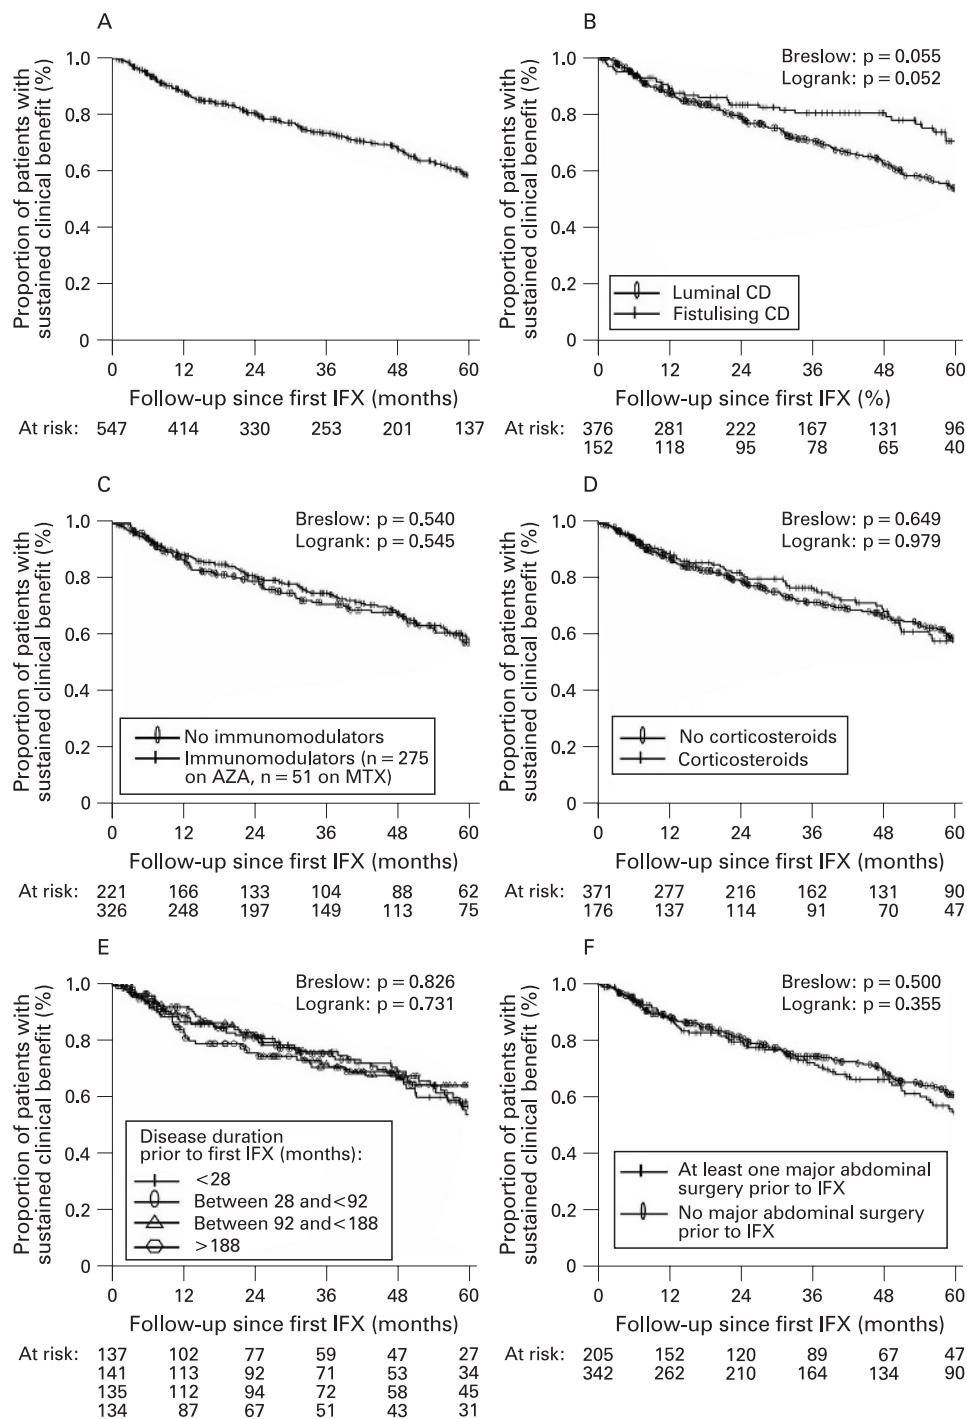 A
Proportion of patients with
sustained clinical benefit (%)
1.0
0.8
0.6
0.4
0.2
0
0 12 24 36 48 60
Follow-up since first IFX (months)
At risk: 547 414 330 253 201 137
B
Proportion of patients with
sustained clinical benefit (%)
Breslow: p = 0.055
Logrank: p = 0.052
1.0
0.8
0.6
0.4
0.2
0
Luminal CD
Fistulising CD
0 12 24 36 48 60
Follow-up since first IFX (%)
At risk: 376 281 222 167 131 96
152 118 95 78 65 40
C
Proportion of patients with
sustained clinical benefit (%)
Breslow: p = 0.540
Logrank: p = 0.545
1.0
0.8
0.6
0.4
0.2
0
No immunomodulators
Immunomodulators (n = 275
on AZA, n = 51 on MTX)
0 12 24 36 48 60
Follow-up since first IFX (months)
At risk: 221 166 133 104 88 62
326 248 197 149 113 75
D
Proportion of patients with
sustained clinical benefit (%)
Breslow: p = 0.649
Logrank: p = 0.979
1.0
0.8
0.6
0.4
0.2
0
No corticosteroids
Corticosteroids
0 12 24 36 48 60
Follow-up since first IFX (months)
At risk: 371 277 216 162 131 90
176 137 114 91 70 47
E
Proportion of patients with
sustained clinical benefit (%)
Breslow: p = 0.826
Logrank: p = 0.731
1.0
0.8
0.6
0.4
0.2
0
Disease duration
prior to first IFX (months):
<28
Between 28 and<92
Between 92 and<188
>188
0 12 24 36 48 60
Follow-up since first IFX (months)
At risk: 137 102 77 59 47 27
141 113 92 71 53 34
135 112 94 72 58 45
134 87 67 51 43 31
F
Proportion of patients with
sustained clinical benefit (%)
Breslow: p = 0.500
Logrank: p = 0.355
1.0
0.8
0.6
0.4
0.2
0
At least one major abdominal
surgery prior to IFX
No major abdominal surgery
prior to IFX
0 12 24 36 48 60
Follow-up since first IFX (months)
At risk: 205 152 120 89 67 47
342 262 210 164 134 90